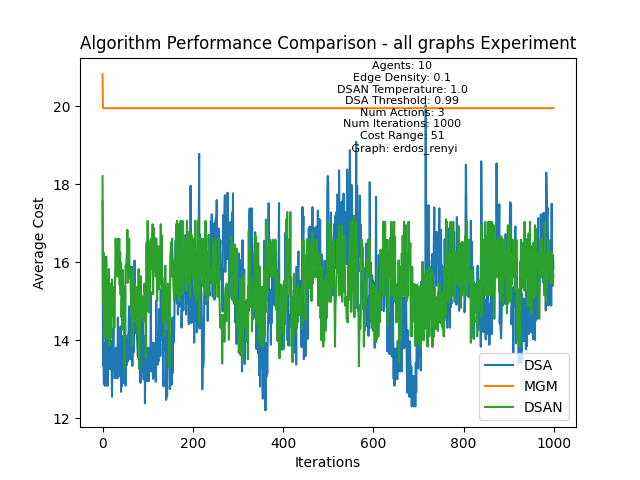 Algorithm Performance Comparison - all graphs Experiment
Agents: 10
Edge Density: 0.1
DSAN Temperature: 1.0
DSA Threshold: 0.99
Num Actions: 3
Num Iterations: 1000
Cost Range: 51
Graph: erdos_renyi
Average Cost
20
18
16
14
12
DSA
MGM
DSAN
0 200 400 600 800 1000
Iterations